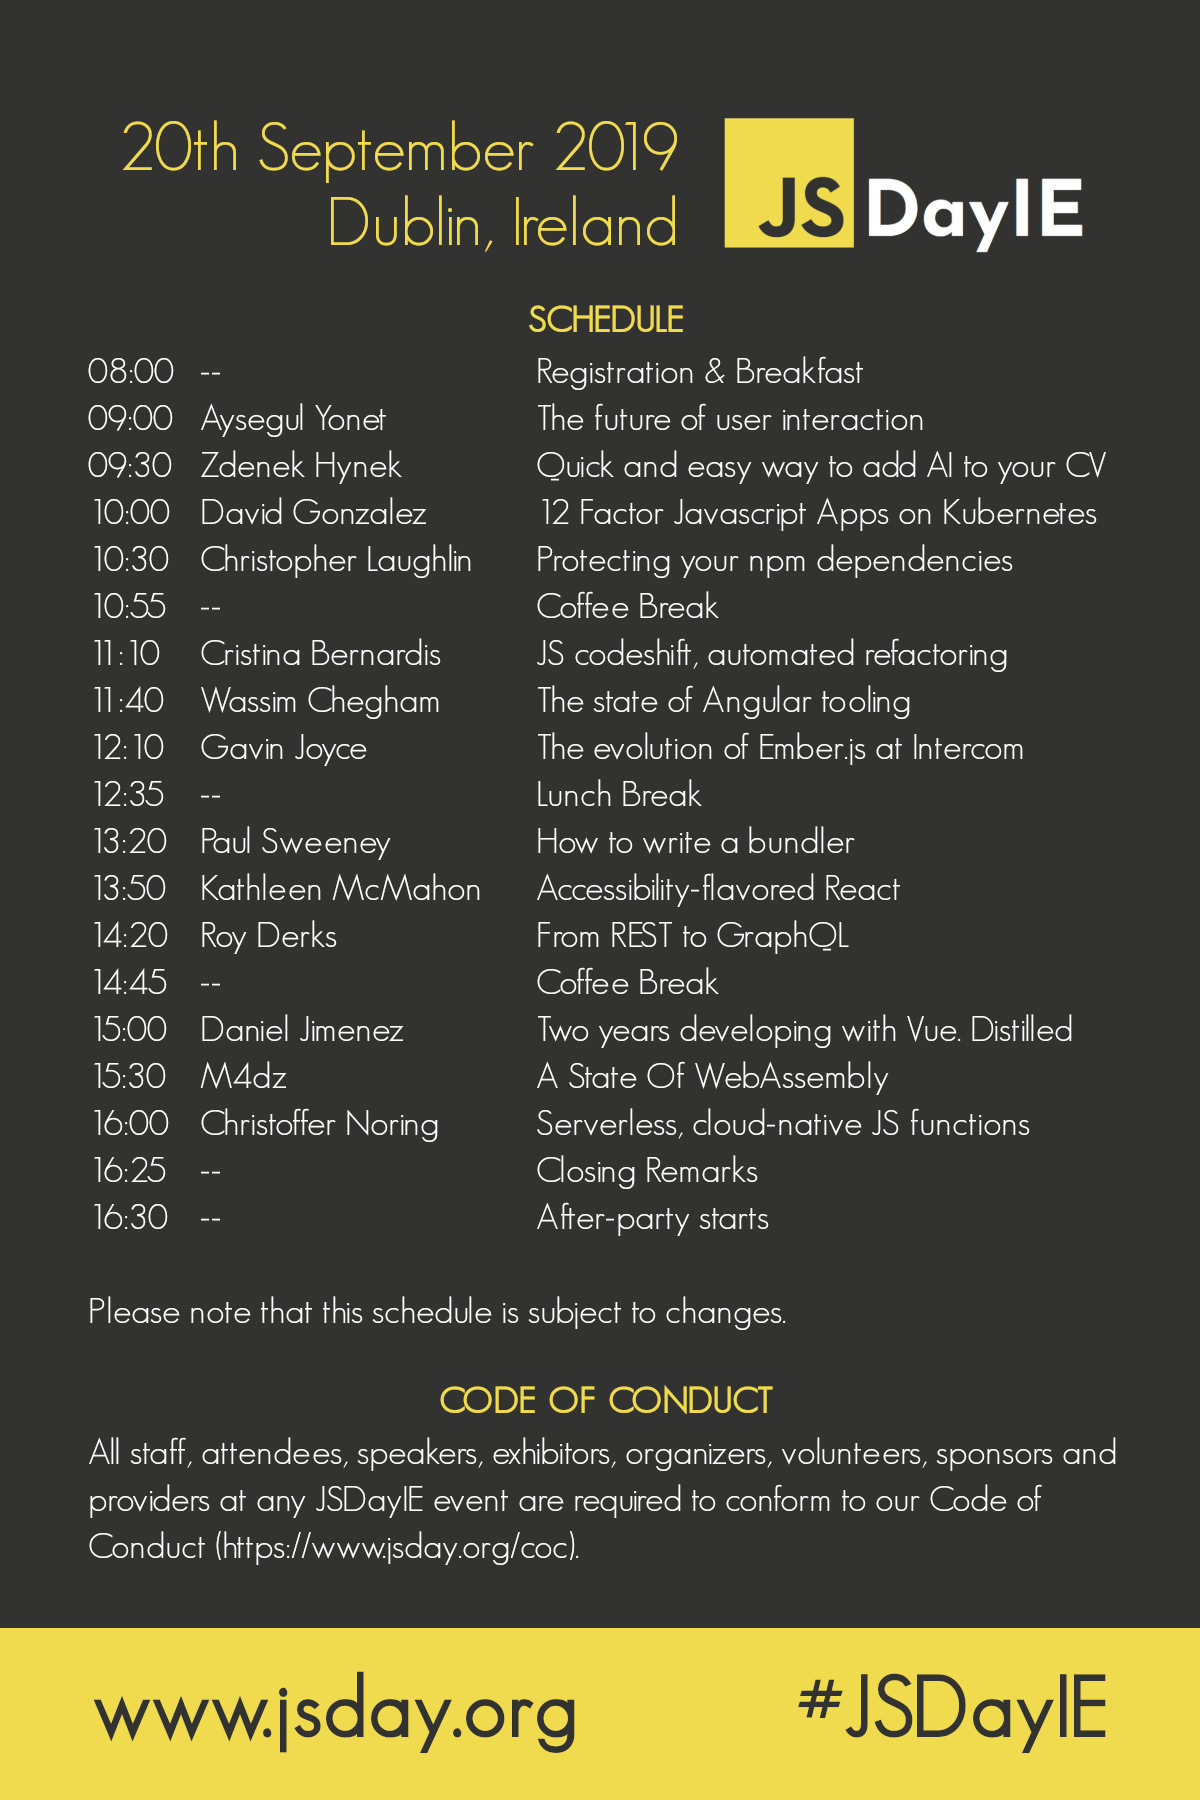 20th September 2019
Dublin, Ireland
JSDayIE
SCHEDULE
08:00 -- Registration & Breakfast
09:00 Aysegul Yonet The future of user interaction
09:30 Zdenek Hynek Quick and easy way to add AI to your CV
10:00 David Gonzalez 12 Factor Javascript Apps on Kubernetes
10:30 Christopher Laughlin Protecting your npm dependencies
10:55 -- Coffee Break
11:10 Cristina Bernardis JS codeshift, automated refactoring
11:40 Wassim Chegham The state of Angular tooling
12:10 Gavin Joyce The evolution of Ember.js at Intercom
12:35 -- Lunch Break
13:20 Paul Sweeney How to write a bundler
13:50 Kathleen McMahon Accessibility-flavored React
14:20 Roy Derks From REST to GraphQL
14:45 -- Coffee Break
15:00 Daniel Jimenez Two years developing with Vue. Distilled
15:30 M4dz A State Of WebAssembly
16:00 Christoffer Noring Serverless, cloud-native JS functions
16:25 -- Closing Remarks
16:30 -- After-party starts
Please note that this schedule is subject to changes.
CODE OF CONDUCT
All staff, attendees, speakers, exhibitors, organizers, volunteers, sponsors and
providers at any JSDayIE event are required to conform to our Code of
Conduct (https://www.jsday.org/coc).
www.jsday.org #JSDayIE